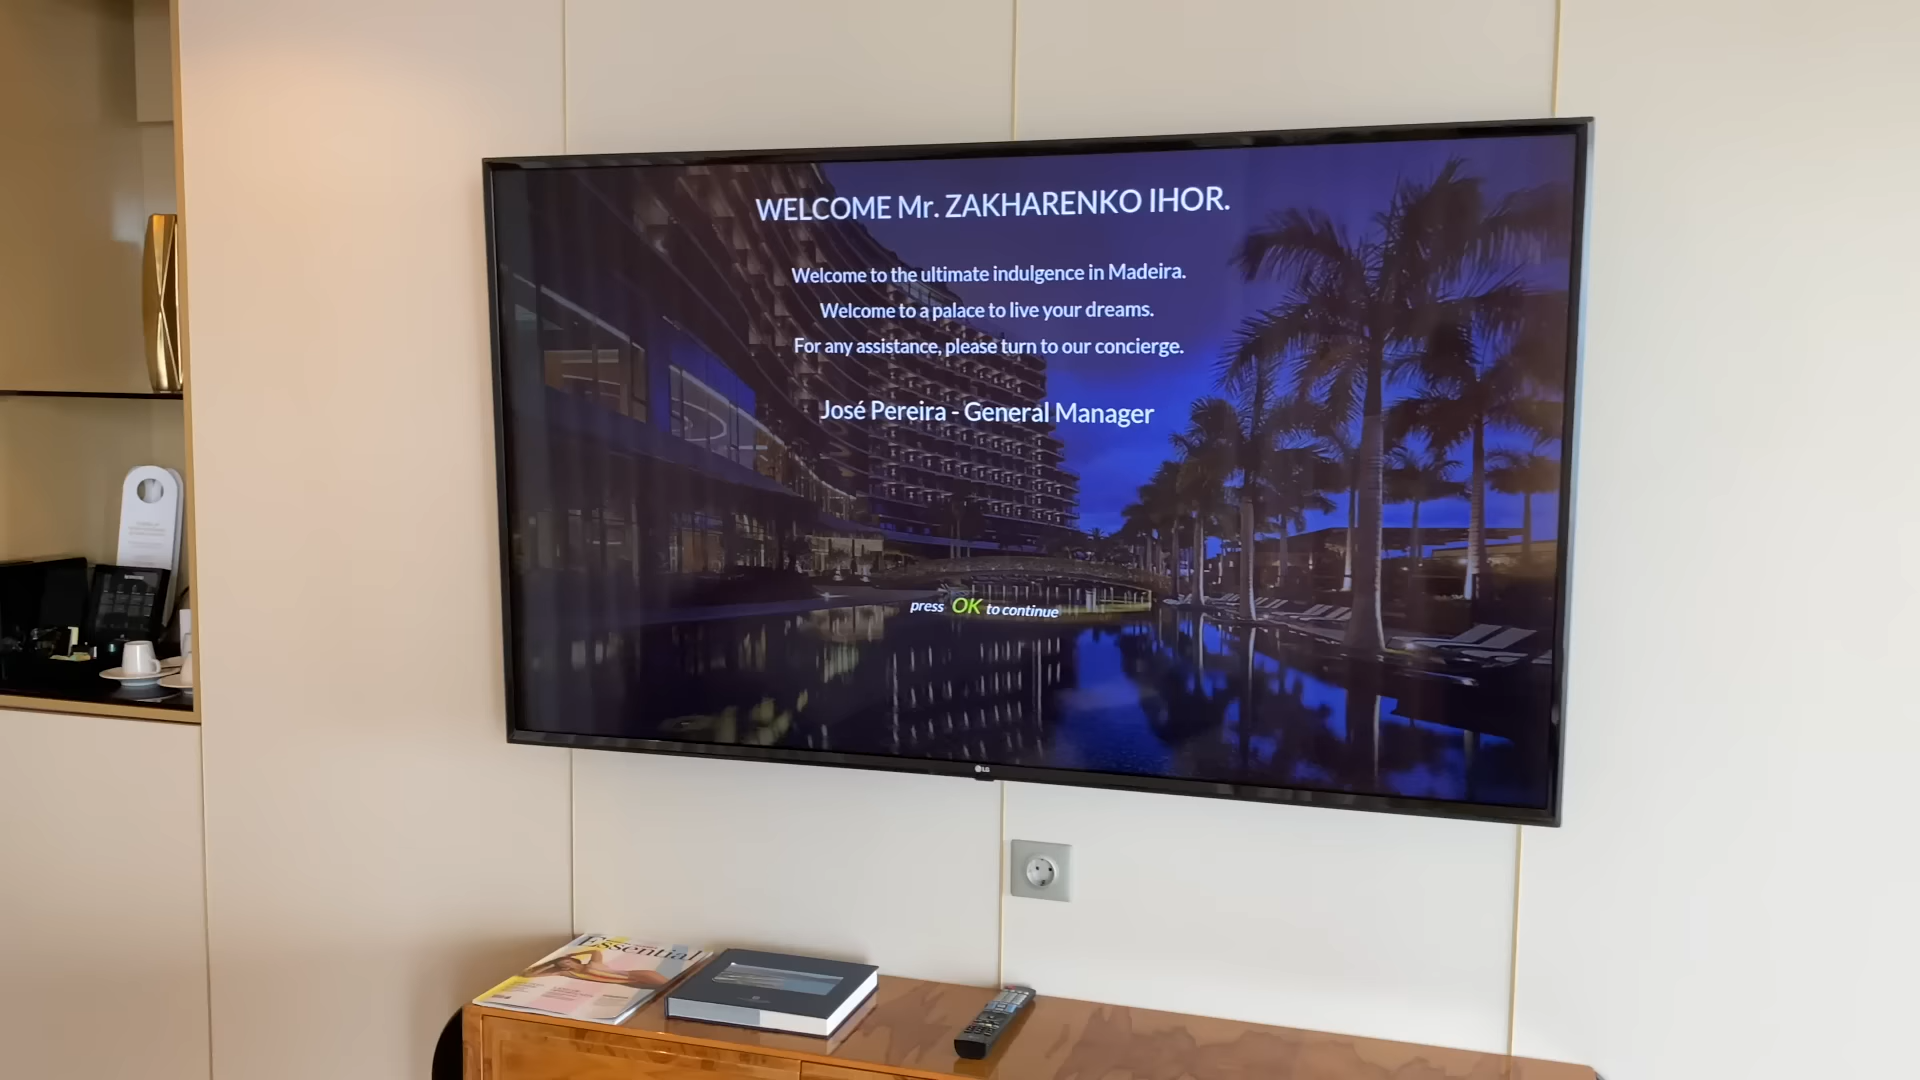 WELCOME Mr. ZAKHARENKO IHOR.
Welcome to the ultimate indulgence in Madeira.
Welcome to a palace to live your dreams.
For any assistance, please turn to our concierge.
José Pereira - General Manager
press OK to continue
LG
Essential